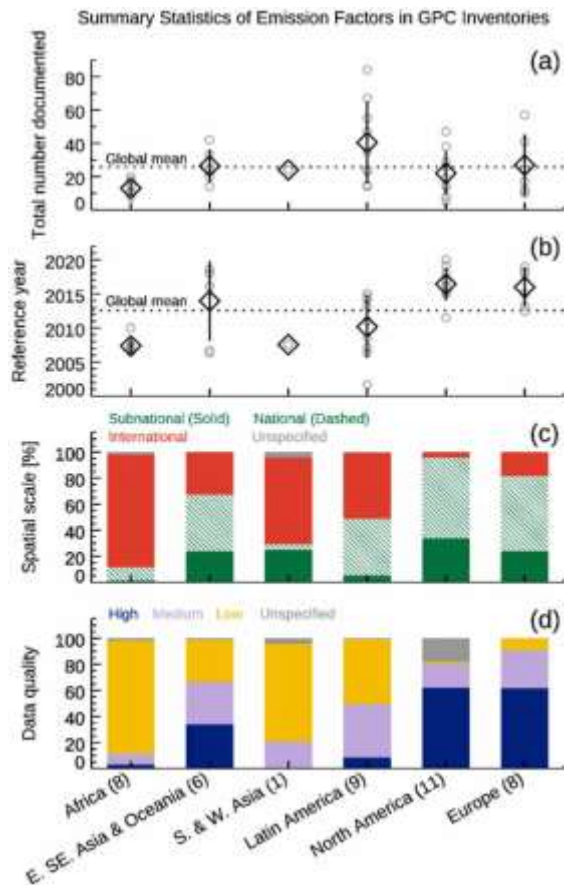 Summary Statistics of Emission Factors in GPC Inventories
(a)
Total number documented
80
60
40
20
0
Global mean
(b)
Reference year
2020
2015
2010
2005
2000
Global mean
Subnational (Solid) National (Dashed)
International Unspecified
(c)
Spatial scale [%]
100
80
60
40
20
0
High Medium Low Unspecified
(d)
Data quality
100
80
60
40
20
0
Africa (8)
E. SE. Asia & Oceania (6)
S. & W. Asia (1)
Latin America (9)
North America (11)
Europe (8)